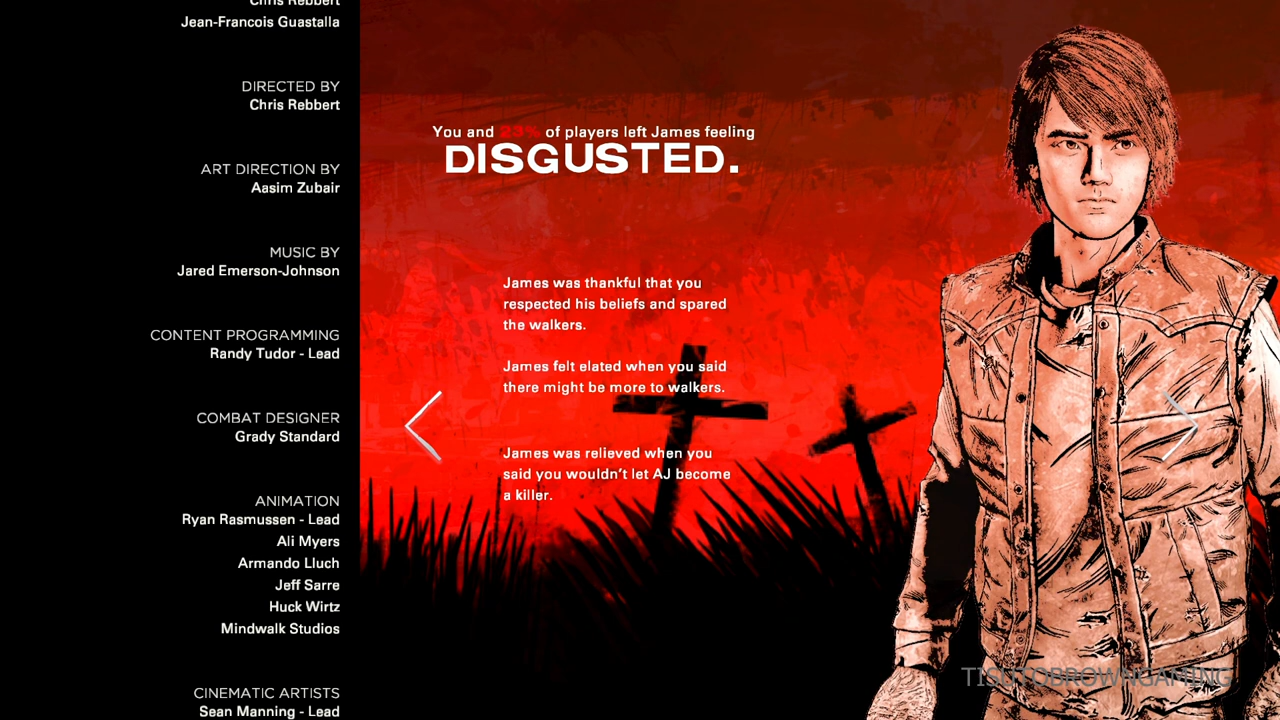 Chris Rebbert
Jean-Francois Guastalla
DIRECTED BY
Chris Rebbert
ART DIRECTION BY
Aasim Zubair
MUSIC BY
Jared Emerson-Johnson
CONTENT PROGRAMMING
Randy Tudor - Lead
COMBAT DESIGNER
Grady Standard
ANIMATION
Ryan Rasmussen - Lead
Ali Myers
Armando Lluch
Jeff Sarre
Huck Wirtz
Mindwalk Studios
CINEMATIC ARTISTS
Sean Manning - Lead
You and 23% of players left James feeling
DISGUSTED.
James was thankful that you
respected his beliefs and spared
the walkers.
James felt elated when you said
there might be more to walkers.
James was relieved when you
said you wouldn't let AJ become
a killer.
TISUTOBROWNGAMING